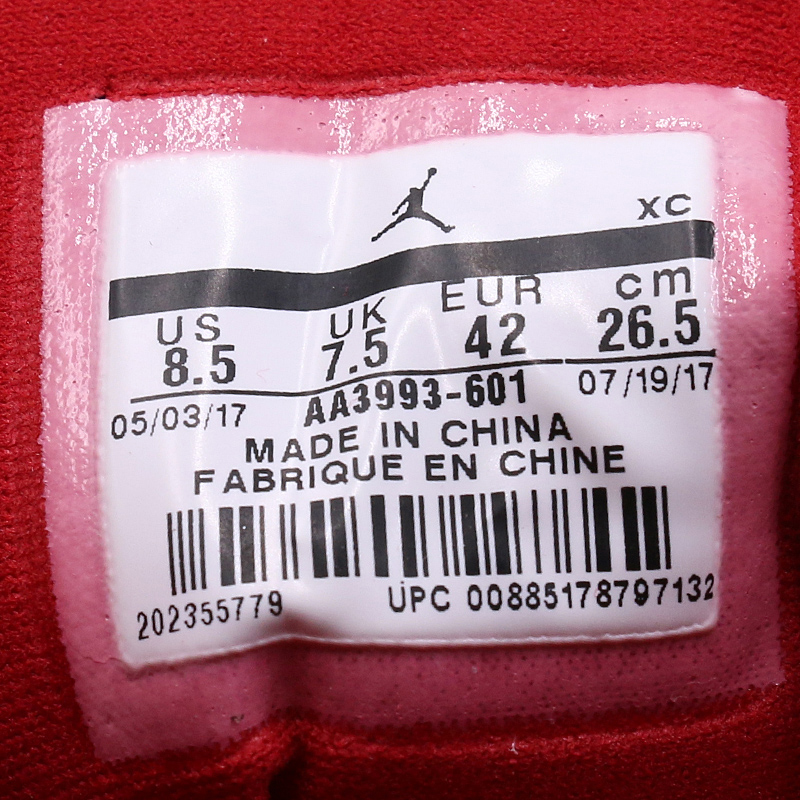 XC
US UK EUR cm
8.5 7.5 42 26.5
05/03/17 AA3993-601 07/19/17
MADE IN CHINA
FABRIQUE EN CHINE
202355779 UPC 00885178797132